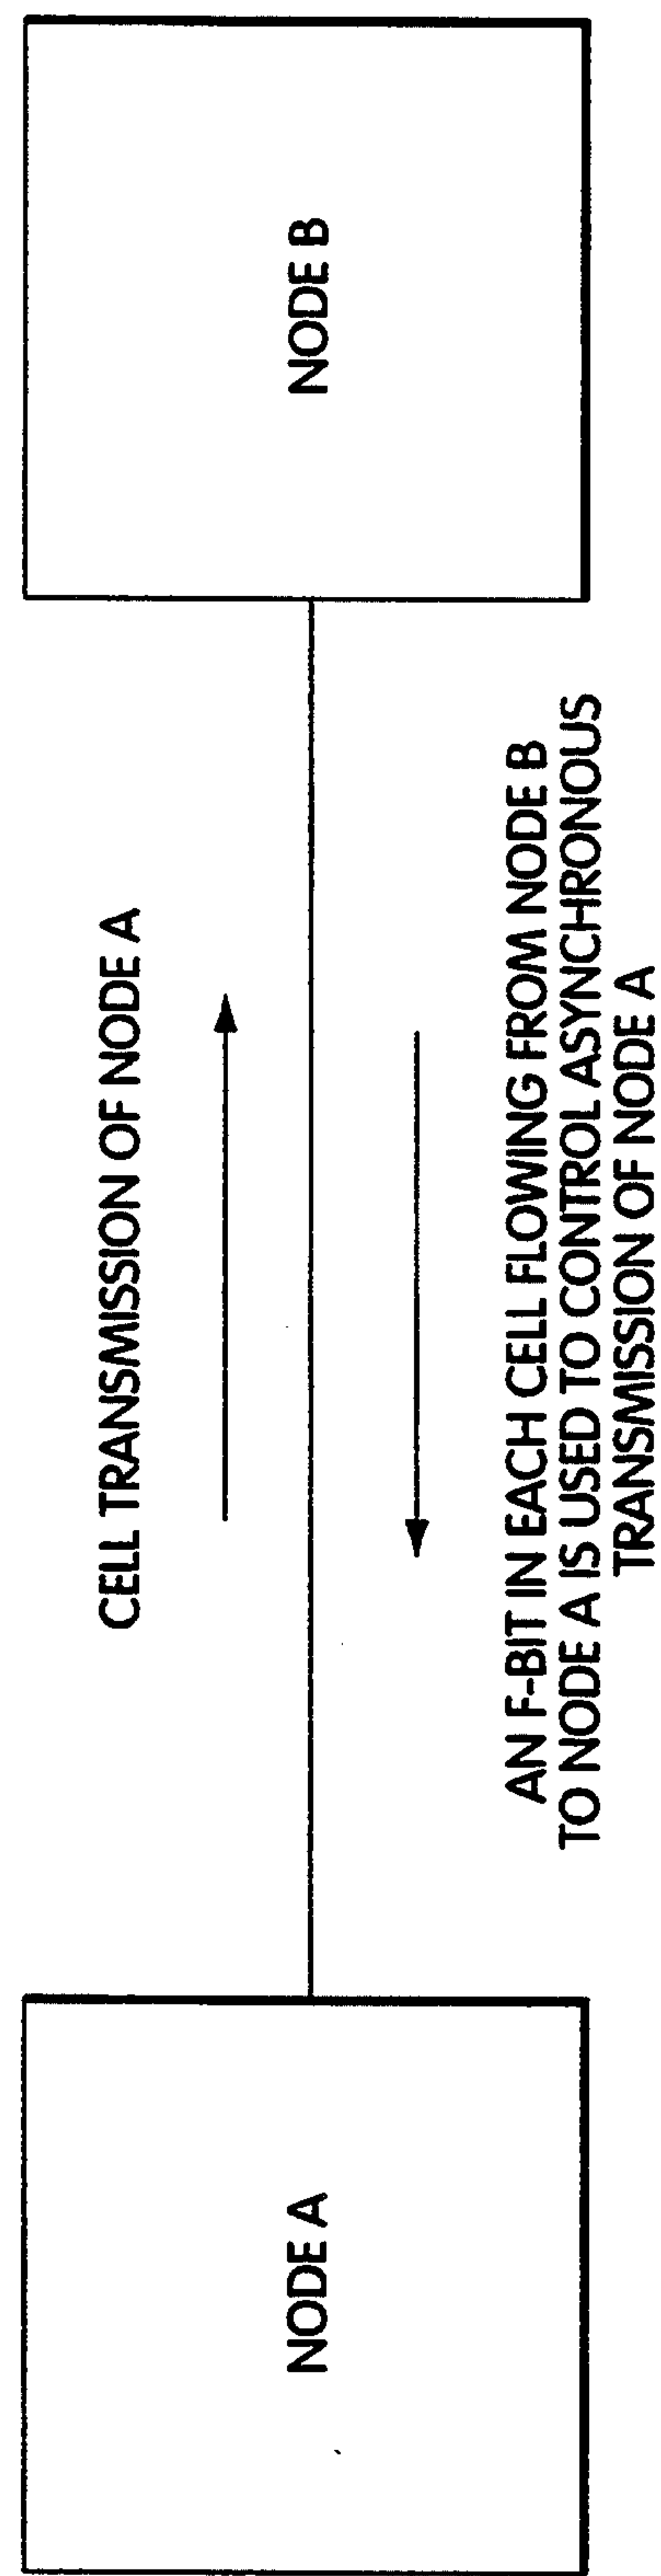 NODE A
CELL TRANSMISSION OF NODE A
AN F-BIT IN EACH CELL FLOWING FROM NODE B
TO NODE A IS USED TO CONTROL ASYNCHRONOUS
TRANSMISSION OF NODE A
NODE B